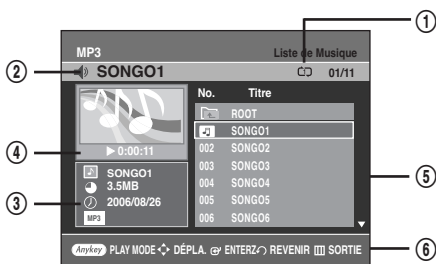 ①
MP3 Liste de Musique
② SONGO1 01/11
No. Titre
ROOT
SONGO1
④ 0:00:11
002 SONGO2
003 SONGO3
004 SONGO4
005 SONGO5
006 SONGO6
⑤
③ SONGO1
3.5MB
2006/08/26
MP3
Anykey PLAY MODE DÉPLA. ENTERZ REVENIR SORTIE ⑥